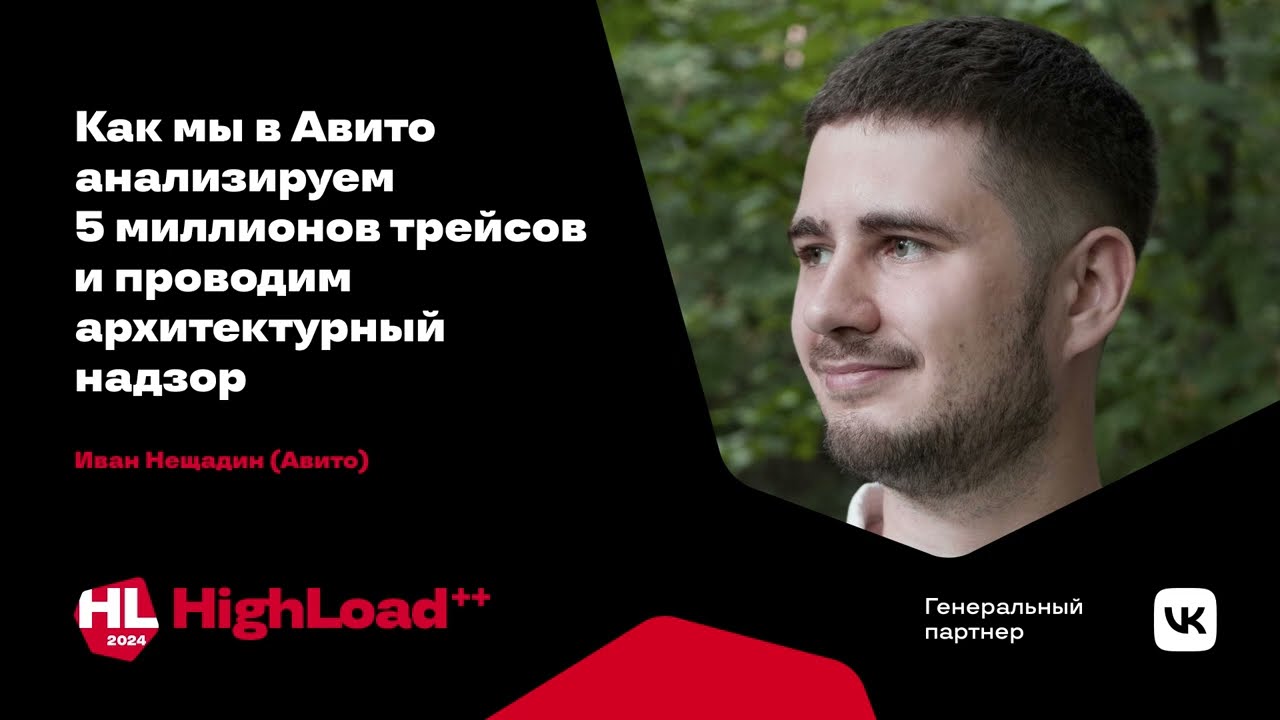 Как мы в Авито
анализируем
5 миллионов трейсов
и проводим
архитектурный
надзор
Иван Нещадин (Авито)
HL
2024
HighLoad++
Генеральный
партнер
VK